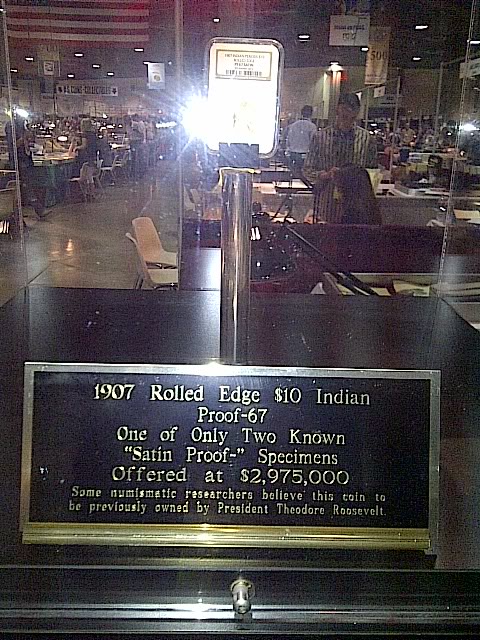 1907 Rolled Edge $10 Indian
Proof-67
One of Only Two Known
“Satin Proof-” Specimens
Offered at $2,975,000
Some numismatic researchers believe this coin to
be previously owned by President Theodore Roosevelt.